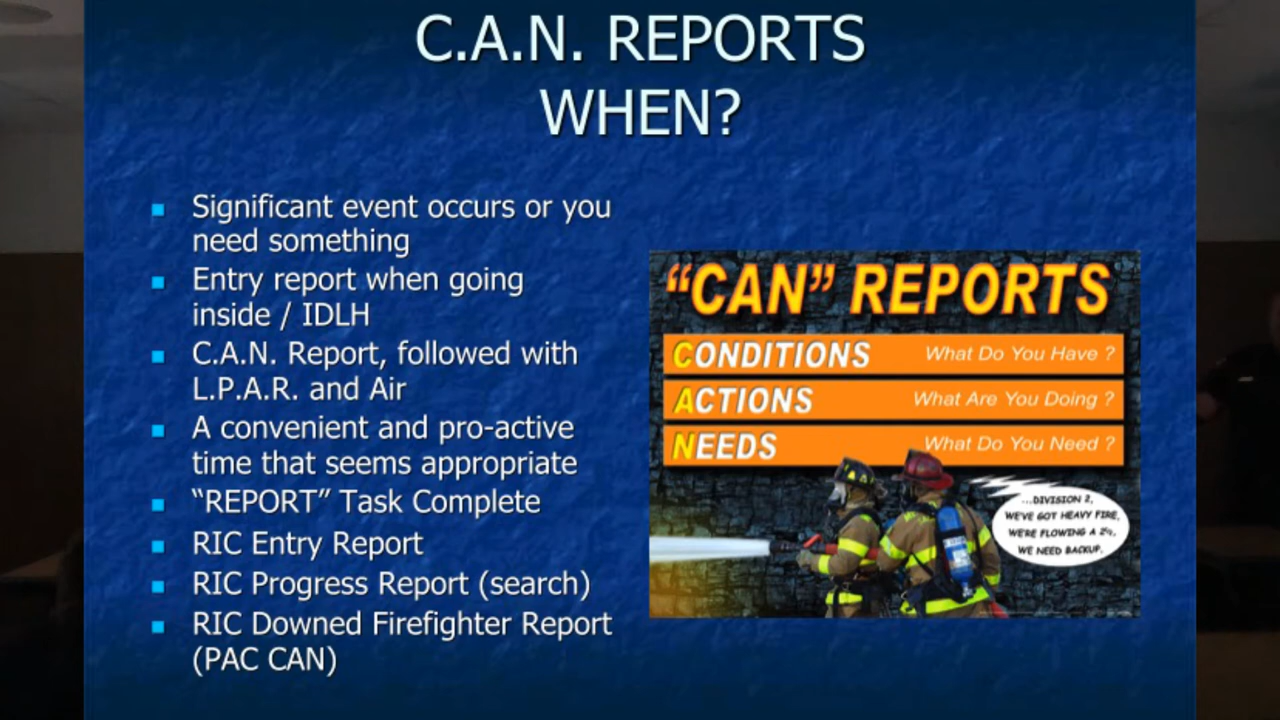 C.A.N. REPORTS
WHEN?
Significant event occurs or you
need something
Entry report when going
inside / IDLH
C.A.N. Report, followed with
L.P.A.R. and Air
A convenient and pro-active
time that seems appropriate
“REPORT” Task Complete
RIC Entry Report
RIC Progress Report (search)
RIC Downed Firefighter Report
(PAC CAN)
“CAN” REPORTS
CONDITIONS What Do You Have ?
ACTIONS What Are You Doing ?
NEEDS What Do You Need ?
...DIVISION 2,
WE'VE GOT HEAVY FIRE,
WE'RE FLOWING A 2½,
WE NEED BACKUP.